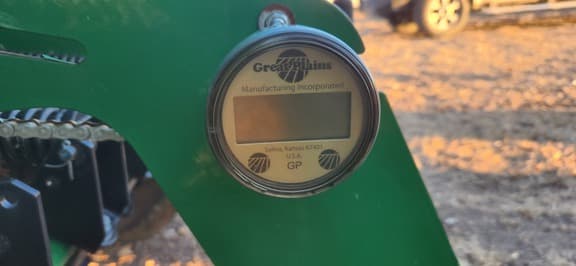 Great Plains
Manufacturing Incorporated
Salina, Kansas 67401
U.S.A.
GP